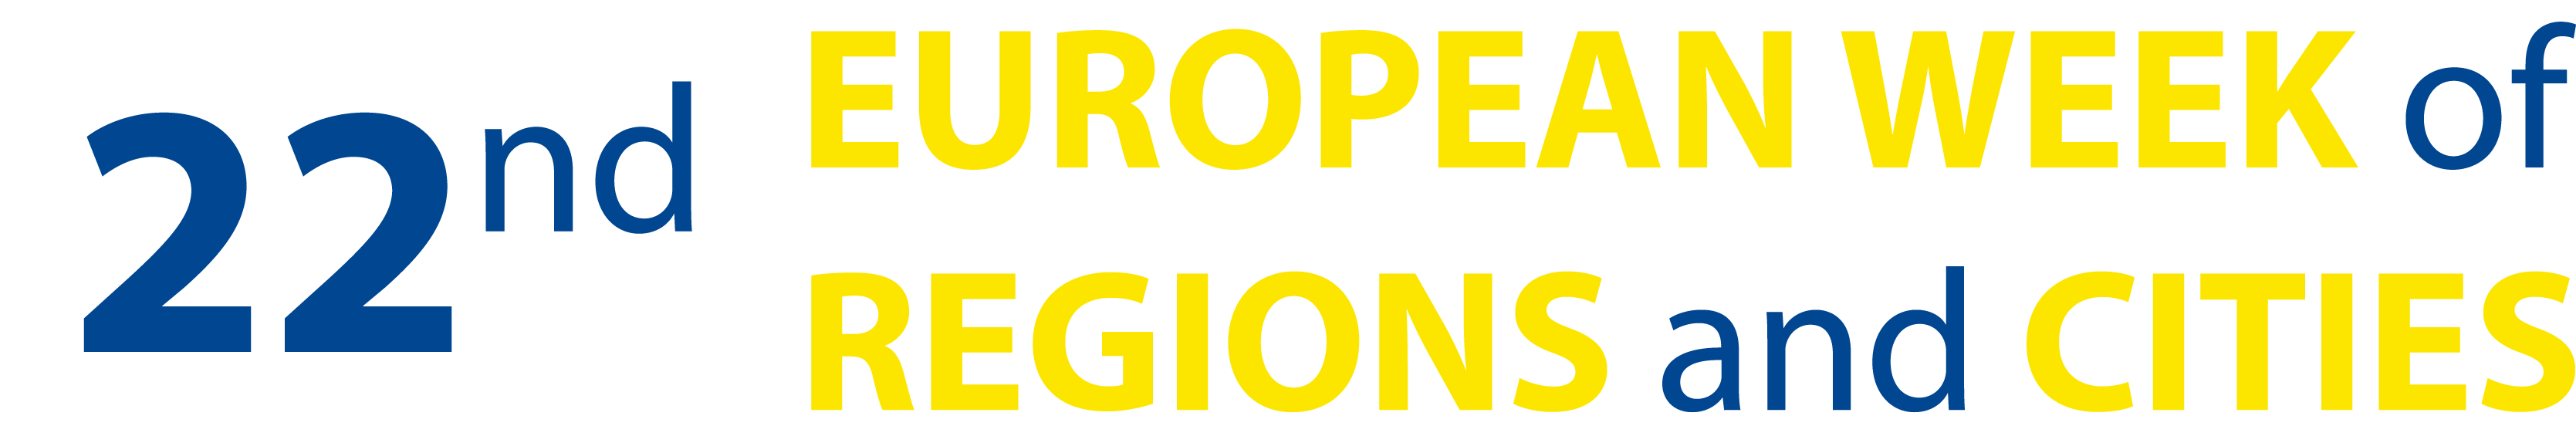 22nd
EUROPEAN WEEK of
REGIONS and CITIES